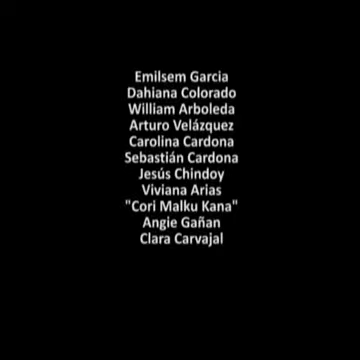 Emilsem Garcia
Dahiana Colorado
William Arboleda
Arturo Velázquez
Carolina Cardona
Sebastián Cardona
Jesús Chindoy
Viviana Arias
"Cori Malku Kana"
Angie Gañan
Clara Carvajal